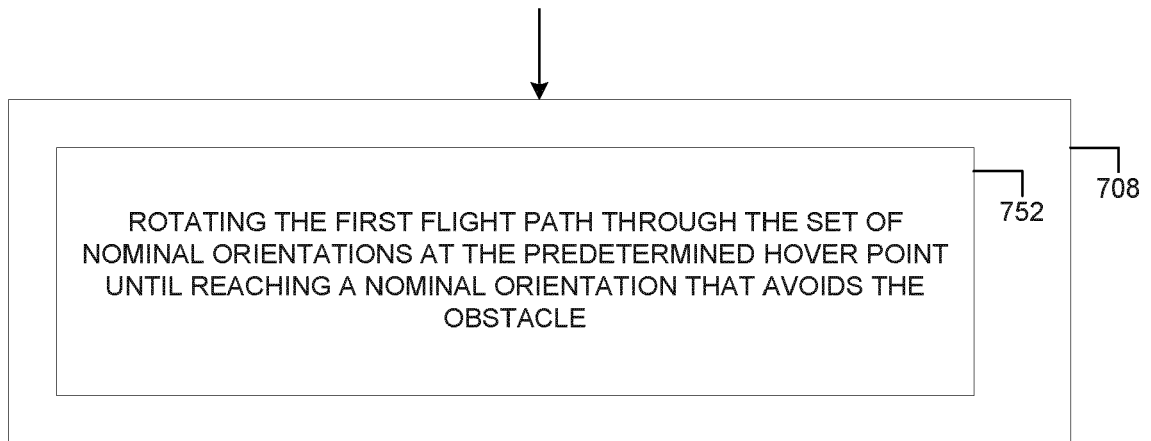 ROTATING THE FIRST FLIGHT PATH THROUGH THE SET OF
NOMINAL ORIENTATIONS AT THE PREDETERMINED HOVER POINT
UNTIL REACHING A NOMINAL ORIENTATION THAT AVOIDS THE
OBSTACLE
752
708